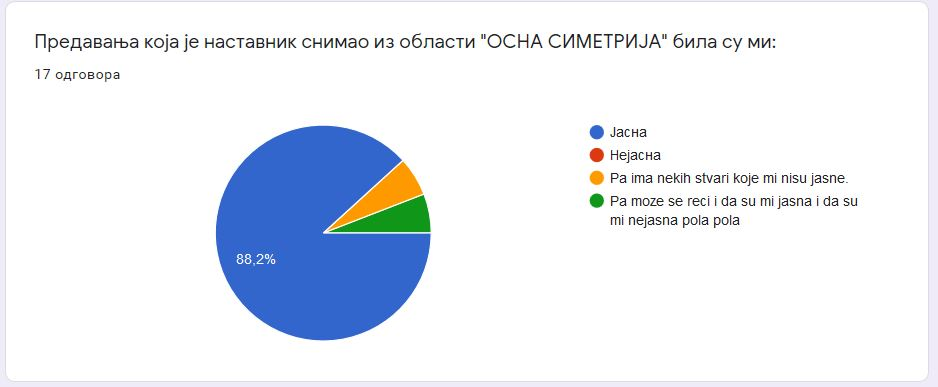 Предавања која је наставник снимао из области "ОСНА СИМЕТРИЈА" била су ми:
17 одговора
88,2%
Јасна
Нејасна
Pa ima nekih stvari koje mi nisu jasne.
Pa moze se reci i da su mi jasna i da su
mi nejasna pola pola